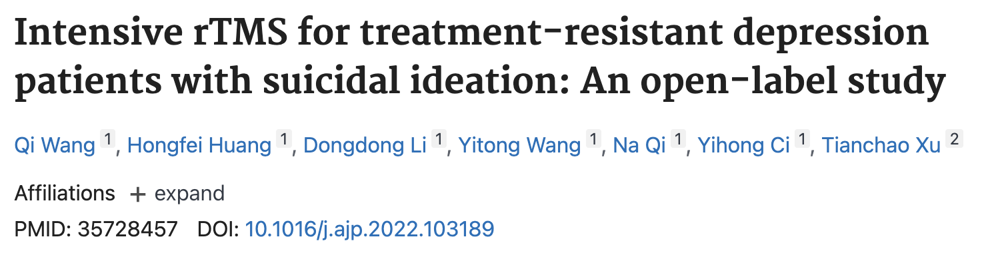 Intensive rTMS for treatment-resistant depression
patients with suicidal ideation: An open-label study
Qi Wang 1, Hongfei Huang 1, Dongdong Li 1, Yitong Wang 1, Na Qi 1, Yihong Ci 1, Tianchao Xu 2
Affiliations + expand
PMID: 35728457 DOI: 10.1016/j.ajp.2022.103189